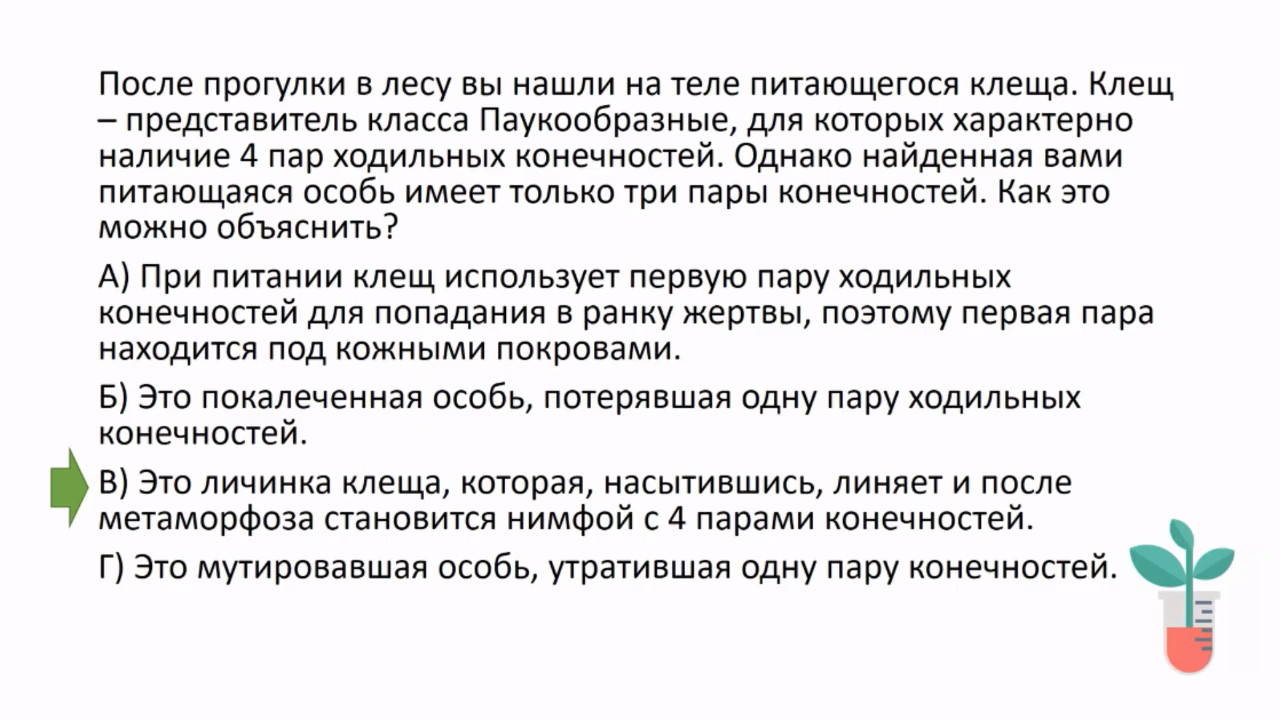 После прогулки в лесу вы нашли на теле питающегося клеща. Клещ
– представитель класса Паукообразные, для которых характерно
наличие 4 пар ходильных конечностей. Однако найденная вами
питающаяся особь имеет только три пары конечностей. Как это
можно объяснить?
А) При питании клещ использует первую пару ходильных
конечностей для попадания в ранку жертвы, поэтому первая пара
находится под кожными покровами.
Б) Это покалеченная особь, потерявшая одну пару ходильных
конечностей.
В) Это личинка клеща, которая, насытившись, линяет и после
метаморфоза становится нимфой с 4 парами конечностей.
Г) Это мутировавшая особь, утратившая одну пару конечностей.